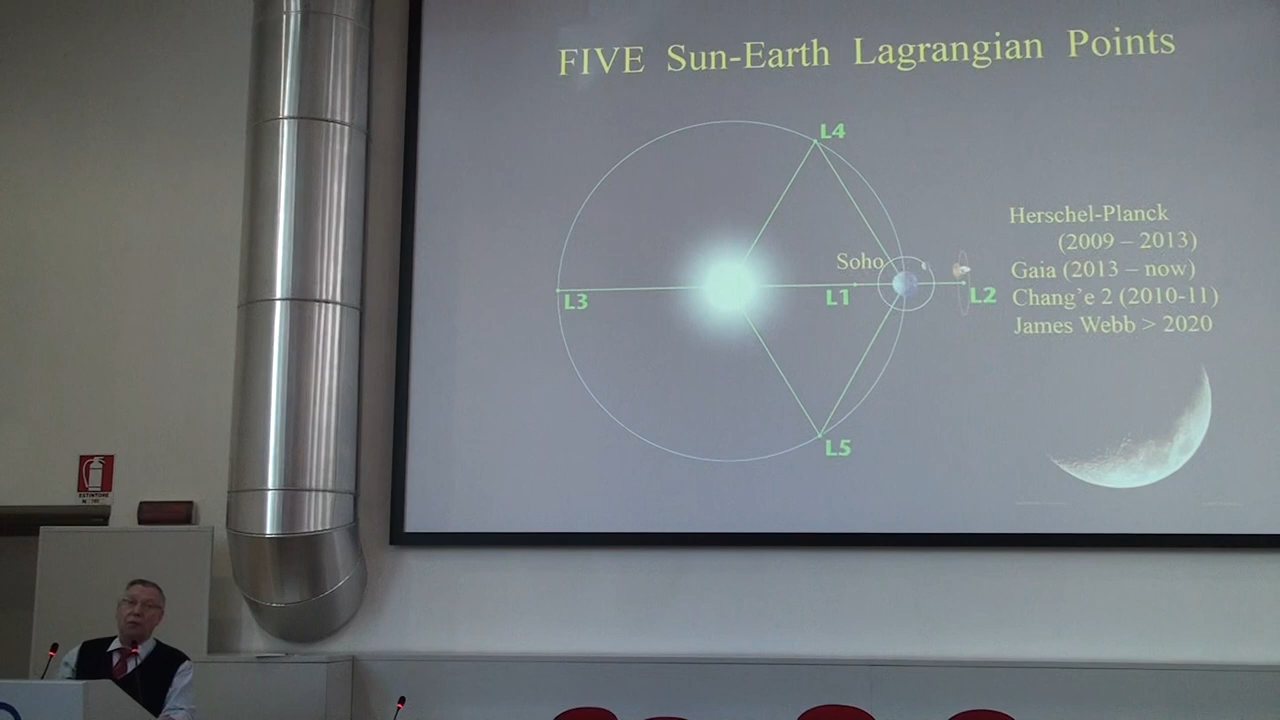 FIVE Sun-Earth Lagrangian Points
L4
Herschel-Planck
(2009 – 2013)
Soho
Gaia (2013 – now)
L3
L1
L2
Chang’e 2 (2010-11)
James Webb > 2020
L5
ESTINTORE